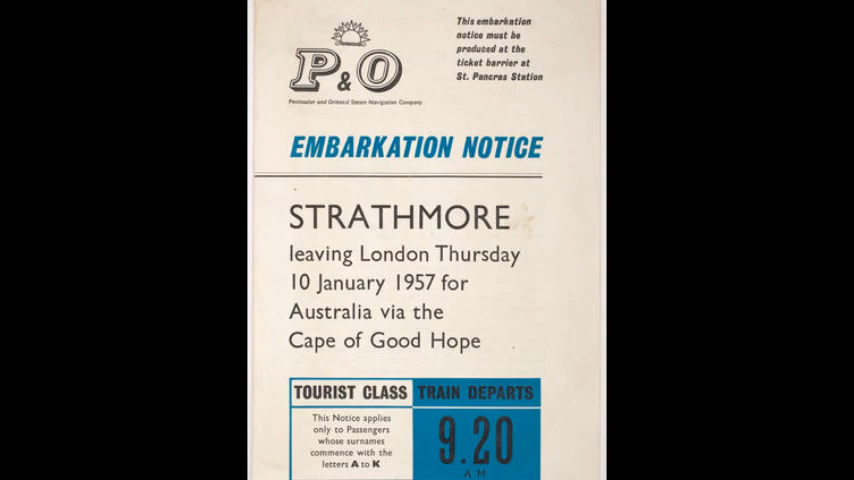 This embarkation
notice must be
produced at the
ticket barrier at
St. Pancras Station
P&O
Peninsular and Oriental Steam Navigation Company
EMBARKATION NOTICE
STRATHMORE
leaving London Thursday
10 January 1957 for
Australia via the
Cape of Good Hope
TOURIST CLASS
This Notice applies
only to Passengers
whose surnames
commence with the
letters A to K
TRAIN DEPARTS
9.20
A M